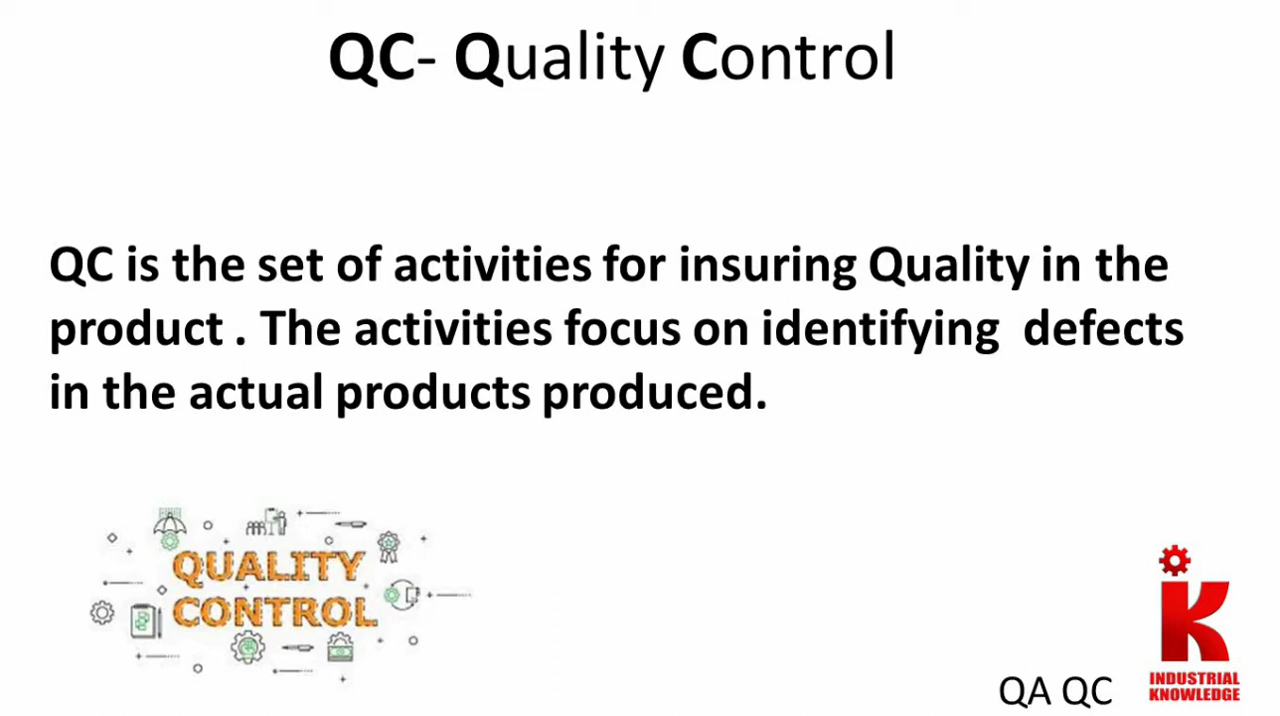 QC- Quality Control
QC is the set of activities for insuring Quality in the
product . The activities focus on identifying  defects
in the actual products produced.
QUALITY
CONTROL
QA QC
INDUSTRIAL
KNOWLEDGE